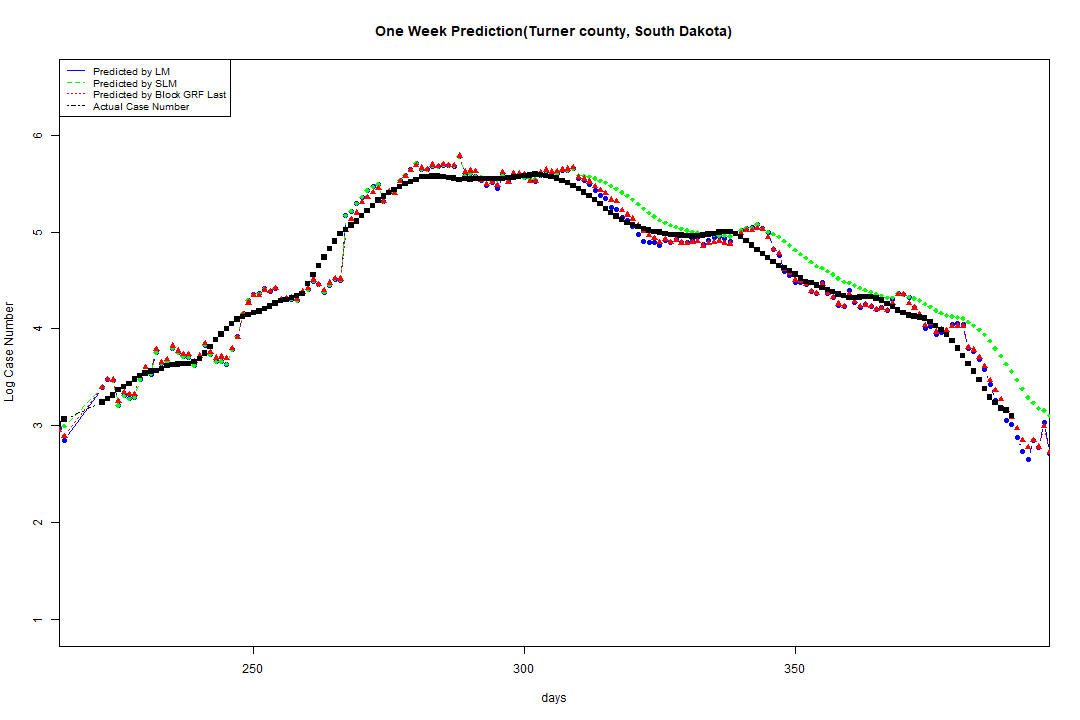 One Week Prediction(Turner county, South Dakota)
Predicted by LM
Predicted by SLM
Predicted by Block GRF Last
Actual Case Number
Log Case Number
6
5
4
3
2
1
250 300 350
days